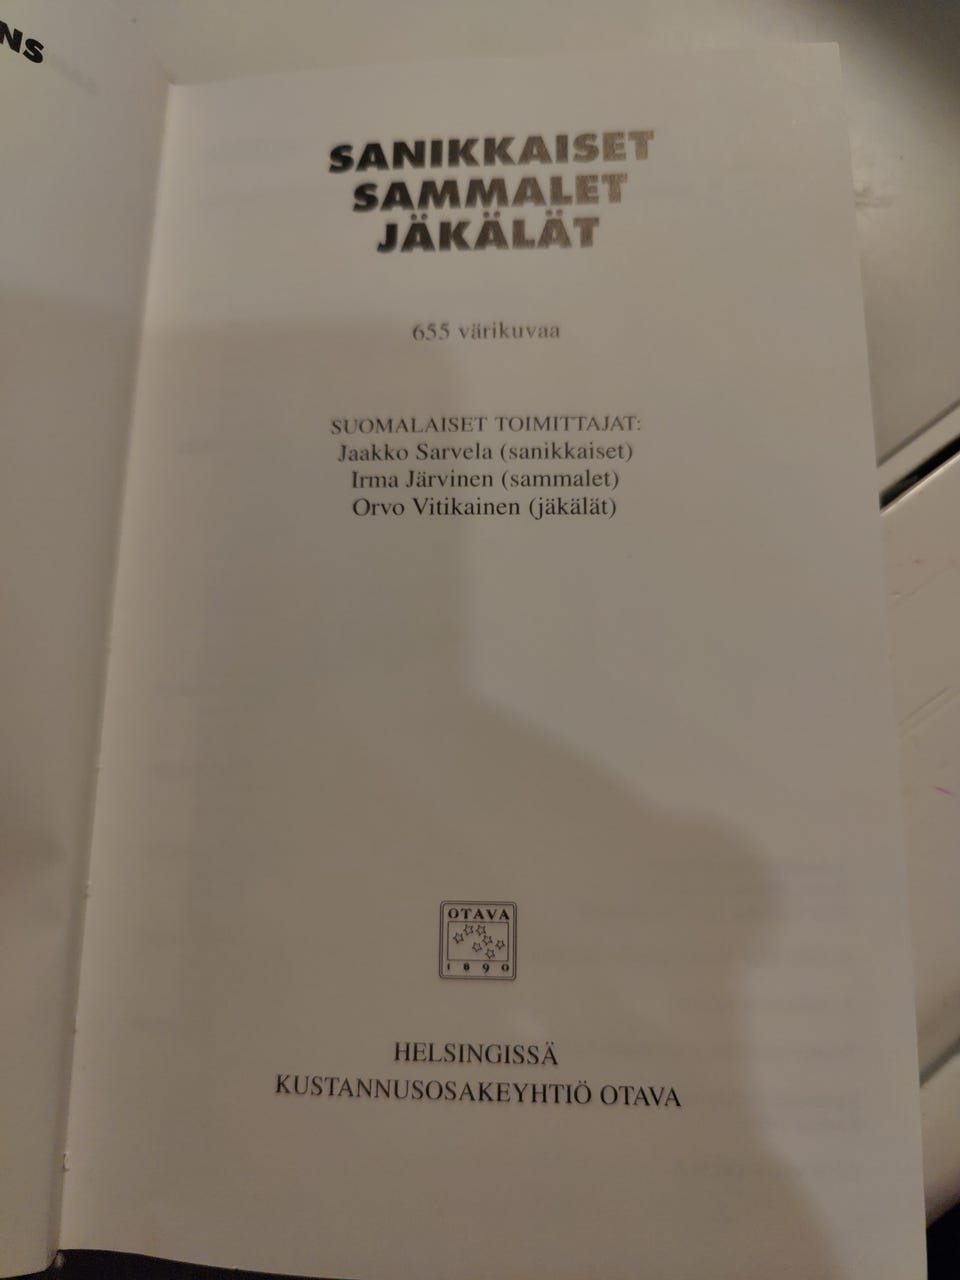 NS
SANIKKAISET
SAMMALET
JÄKÄLÄT
655 värikuvaa
SUOMALAISET TOIMITTAJAT:
Jaakko Sarvela (sanikkaiset)
Irma Järvinen (sammalet)
Orvo Vitikainen (jäkälät)
OTAVA
1890
HELSINGISSÄ
KUSTANNUSOSAKEYHTIÖ OTAVA